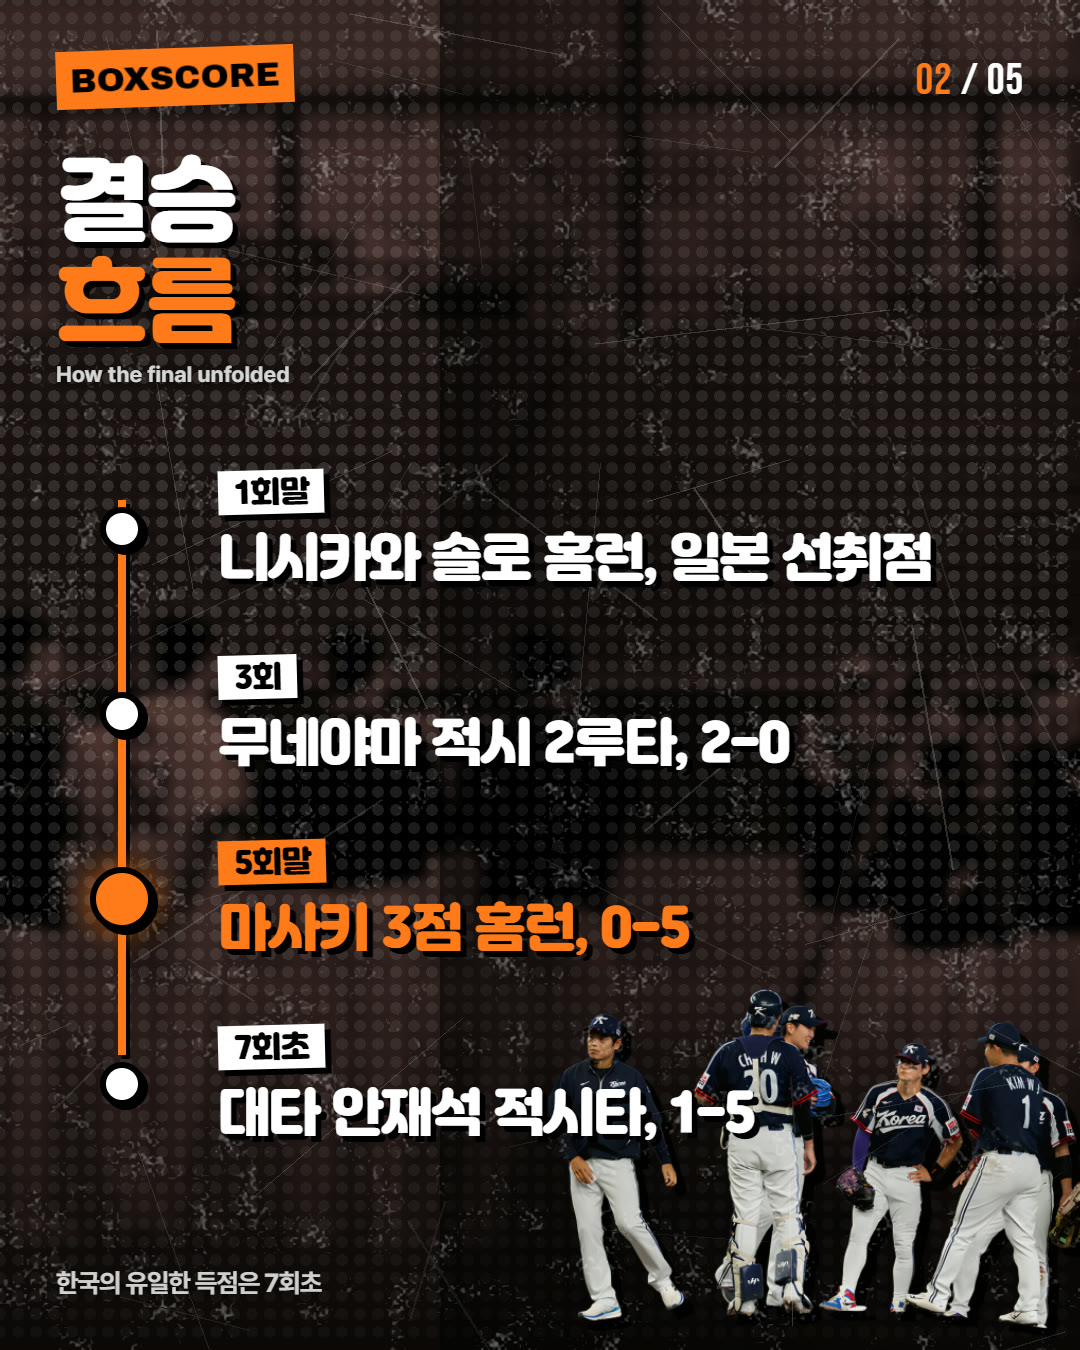 BOXSCORE
02 / 05
결승
흐름
How the final unfolded
1회말
니시카와 솔로 홈런, 일본 선취점
3회
무네야마 적시 2루타, 2-0
5회말
마사키 3점 홈런, 0-5
7회초
대타 안재석 적시타, 1-5
Korea
한국의 유일한 득점은 7회초